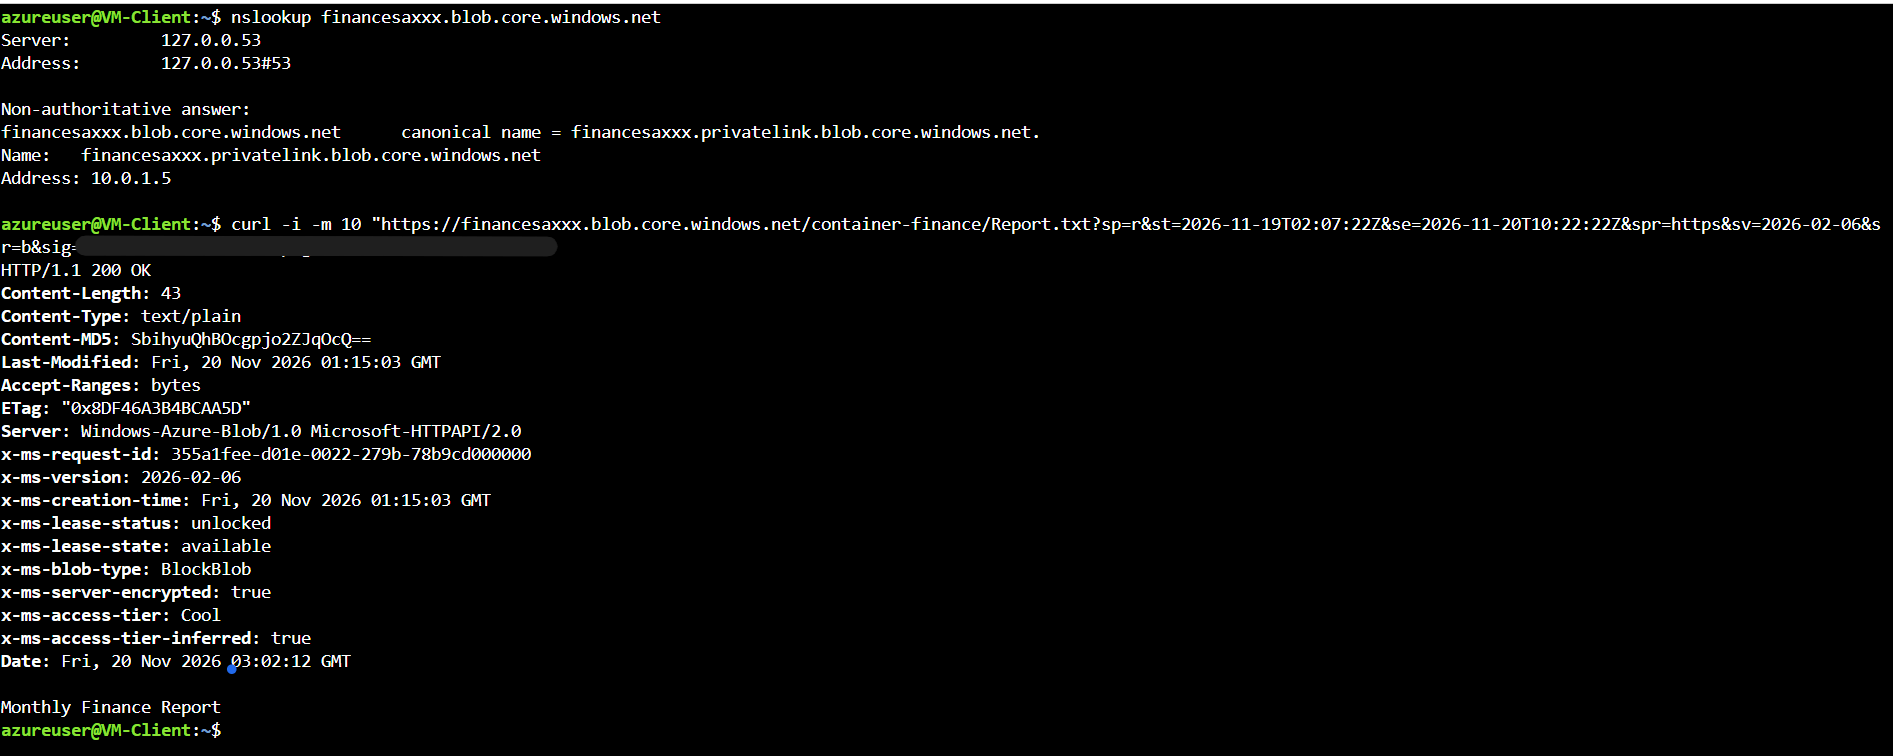 azureuser@VM-Client:~$ nslookup financesaxxx.blob.core.windows.net
Server:         127.0.0.53
Address:        127.0.0.53#53
Non-authoritative answer:
financesaxxx.blob.core.windows.net      canonical name = financesaxxx.privatelink.blob.core.windows.net.
Name:   financesaxxx.privatelink.blob.core.windows.net
Address: 10.0.1.5
azureuser@VM-Client:~$ curl -i -m 10 "https://financesaxxx.blob.core.windows.net/container-finance/Report.txt?sp=r&st=2026-11-19T02:07:22Z&se=2026-11-20T10:22:22Z&spr=https&sv=2026-02-06&s
r=b&sig=
HTTP/1.1 200 OK
Content-Length: 43
Content-Type: text/plain
Content-MD5: SbihyuQhBOcgpjo2ZJqOcQ==
Last-Modified: Fri, 20 Nov 2026 01:15:03 GMT
Accept-Ranges: bytes
ETag: "0x8DF46A3B4BCAA5D"
Server: Windows-Azure-Blob/1.0 Microsoft-HTTPAPI/2.0
x-ms-request-id: 355a1fee-d01e-0022-279b-78b9cd000000
x-ms-version: 2026-02-06
x-ms-creation-time: Fri, 20 Nov 2026 01:15:03 GMT
x-ms-lease-status: unlocked
x-ms-lease-state: available
x-ms-blob-type: BlockBlob
x-ms-server-encrypted: true
x-ms-access-tier: Cool
x-ms-access-tier-inferred: true
Date: Fri, 20 Nov 2026 03:02:12 GMT
Monthly Finance Report
azureuser@VM-Client:~$